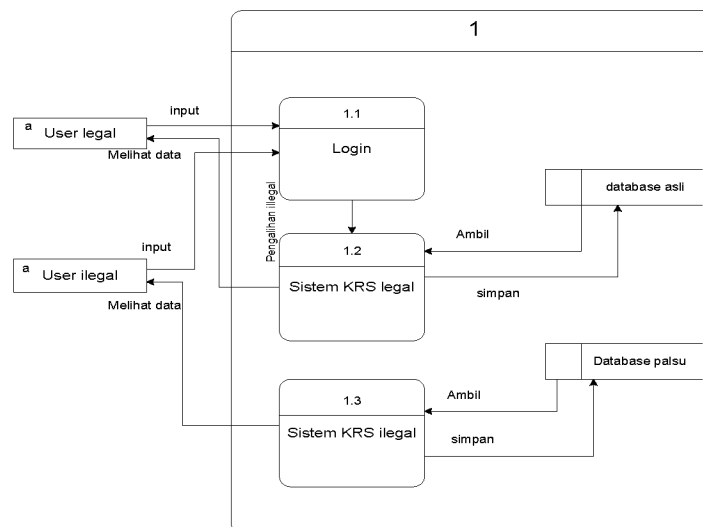 1
input
1.1
a User legal
Login
Melihat data
database asli
Pengalihan illegal
Ambil
input
1.2
a User ilegal
Sistem KRS legal
simpan
Melihat data
Database palsu
1.3
Ambil
Sistem KRS ilegal
simpan